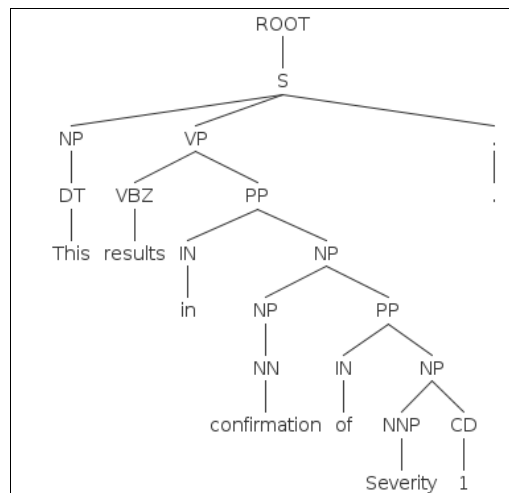 ROOT
S
NP VP .
DT VBZ PP .
This results IN NP
in NP PP
NN IN NP
confirmation of NNP CD
Severity 1